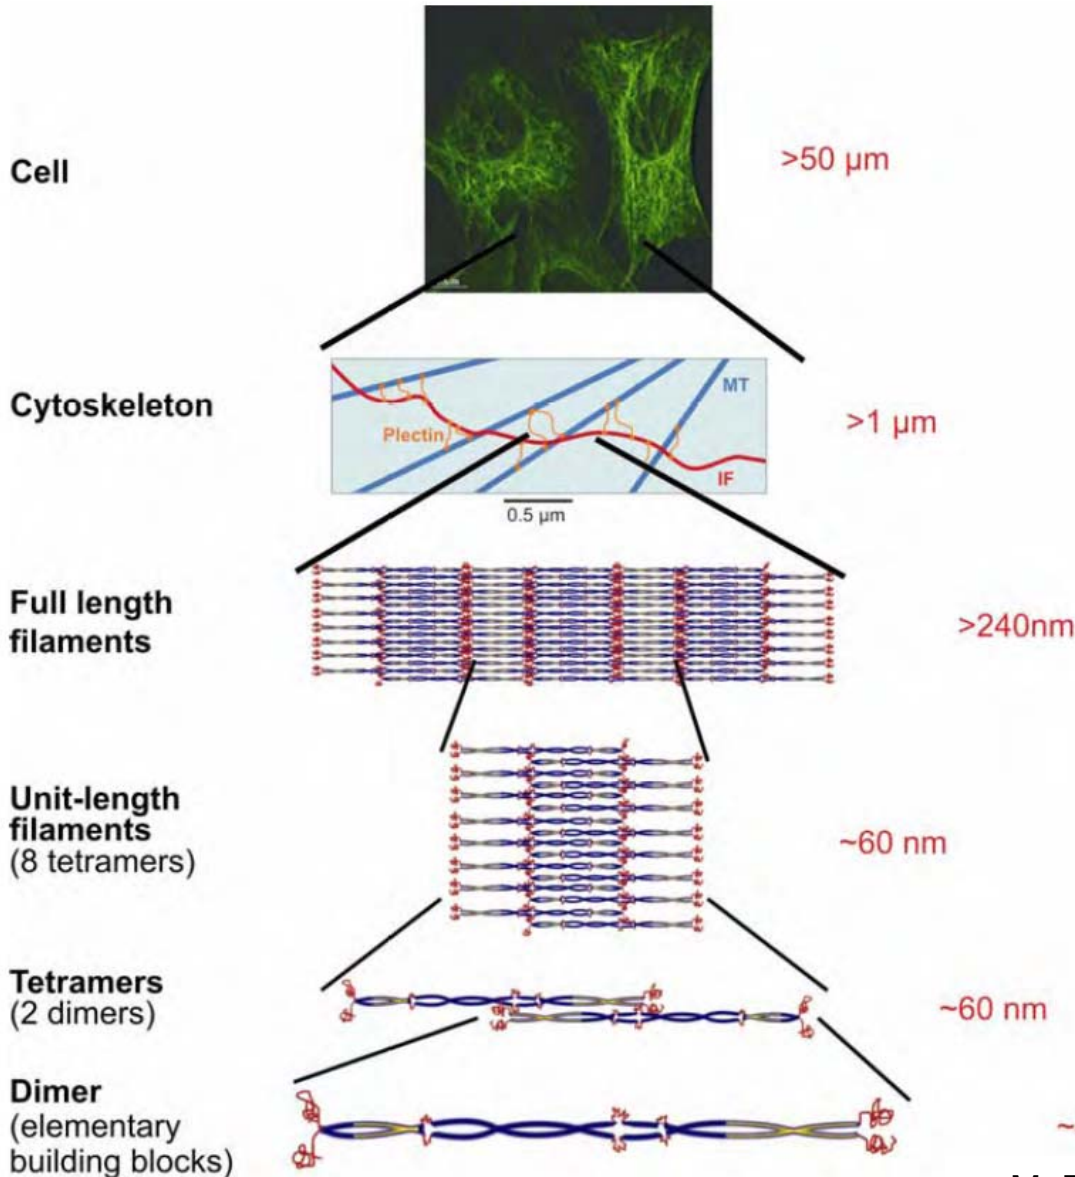 Cell
>50 µm
Cytoskeleton
MT
Plectin
IF
>1 µm
0.5 µm
Full length
filaments
>240nm
Unit-length
filaments
(8 tetramers)
~60 nm
Tetramers
(2 dimers)
~60 nm
Dimer
(elementary
building blocks)
~